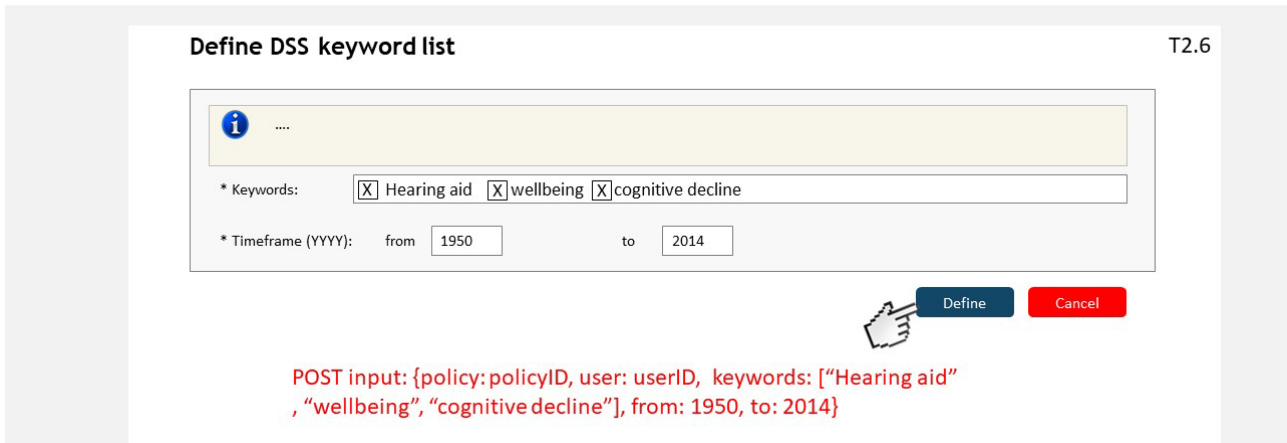 Define DSS keyword list
T2.6
i ....
* Keywords: X Hearing aid X wellbeing X cognitive decline
* Timeframe (YYYY): from 1950 to 2014
Define Cancel
POST input: {policy: policyID, user: userID, keywords: [“Hearing aid”
, “wellbeing”, “cognitive decline”], from: 1950, to: 2014}